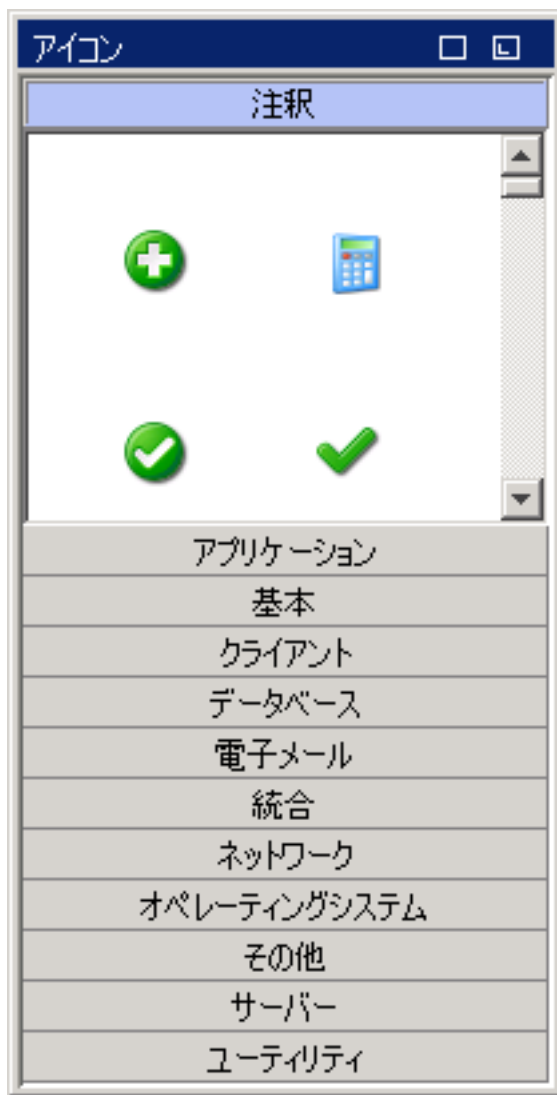 アイコン
注釈
アプリケーション
基本
クライアント
データベース
電子メール
統合
ネットワーク
オペレーティングシステム
その他
サーバー
ユーティリティ